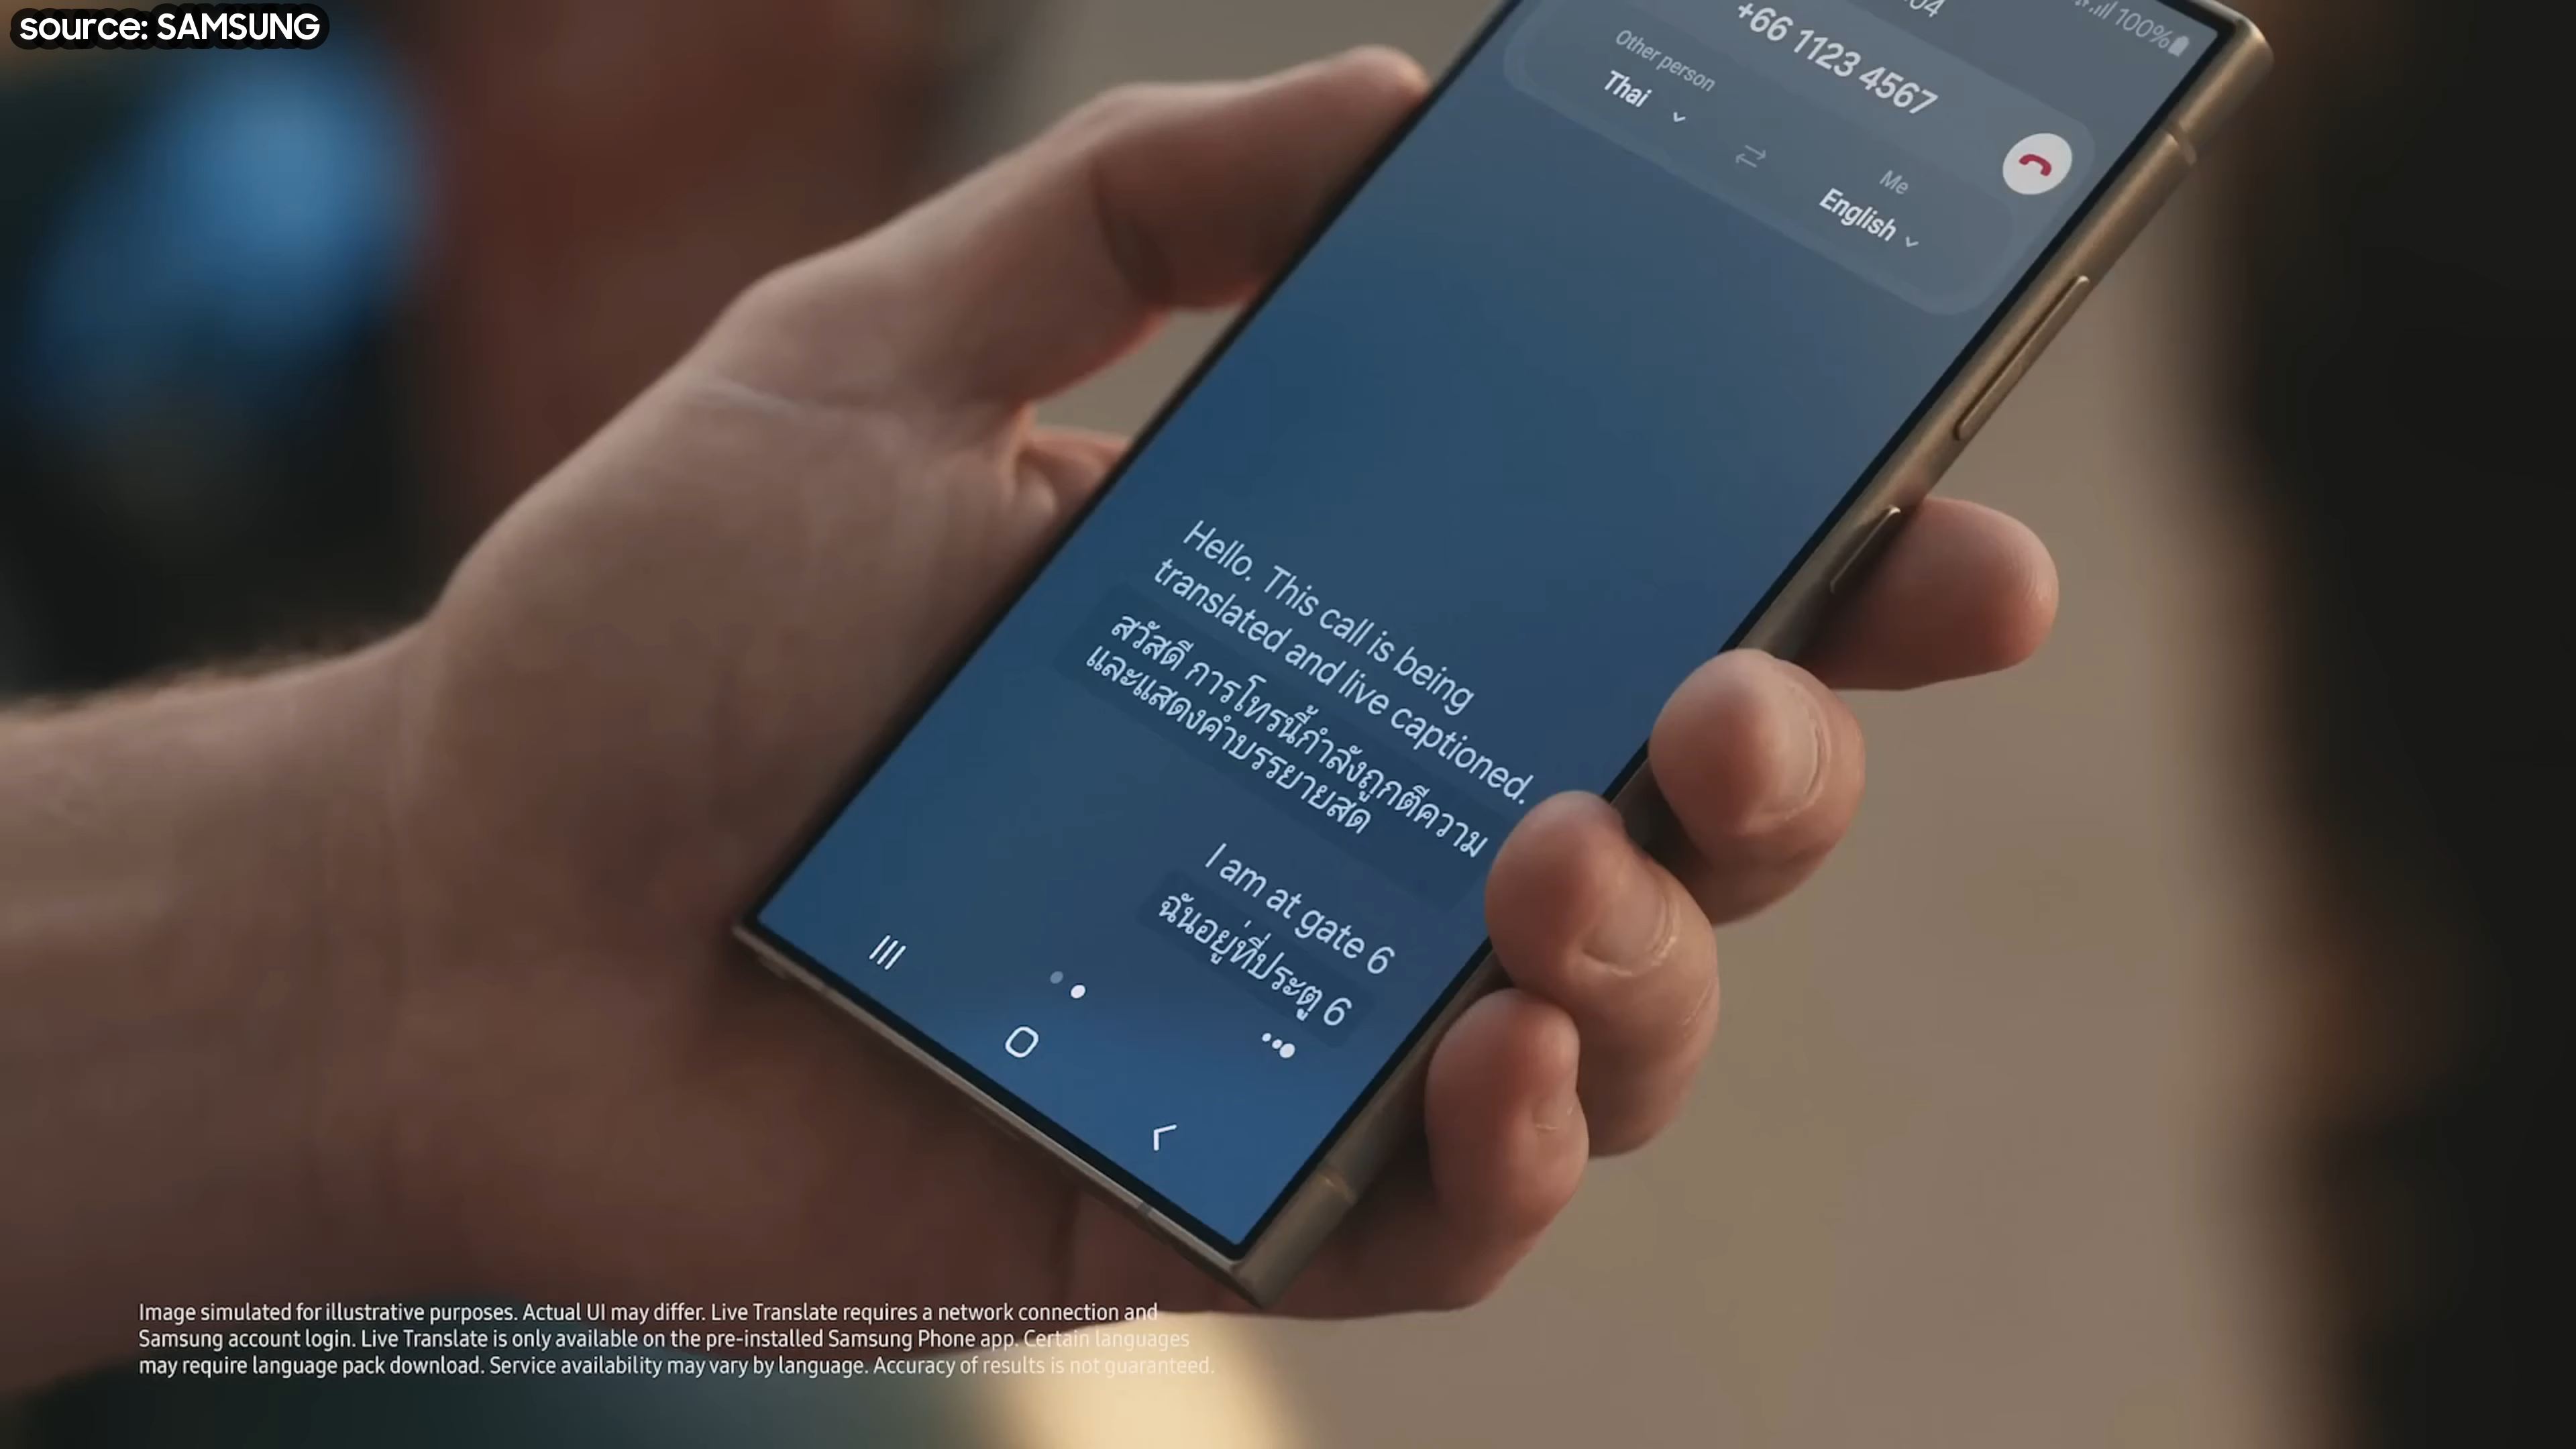 source: SAMSUNG
100%
+66 1123 4567
Other person
Thai
Me
English
Hello. This call is being
translated and live captioned.
สวัสดี การโทรนี้กำลังถูกตีความ
และแสดงคำบรรยายสด
I am at gate 6
ฉันอยู่ที่ประตู 6
Image simulated for illustrative purposes. Actual UI may differ. Live Translate requires a network connection and
Samsung account login. Live Translate is only available on the pre-installed Samsung Phone app. Certain languages
may require language pack download. Service availability may vary by language. Accuracy of results is not guaranteed.